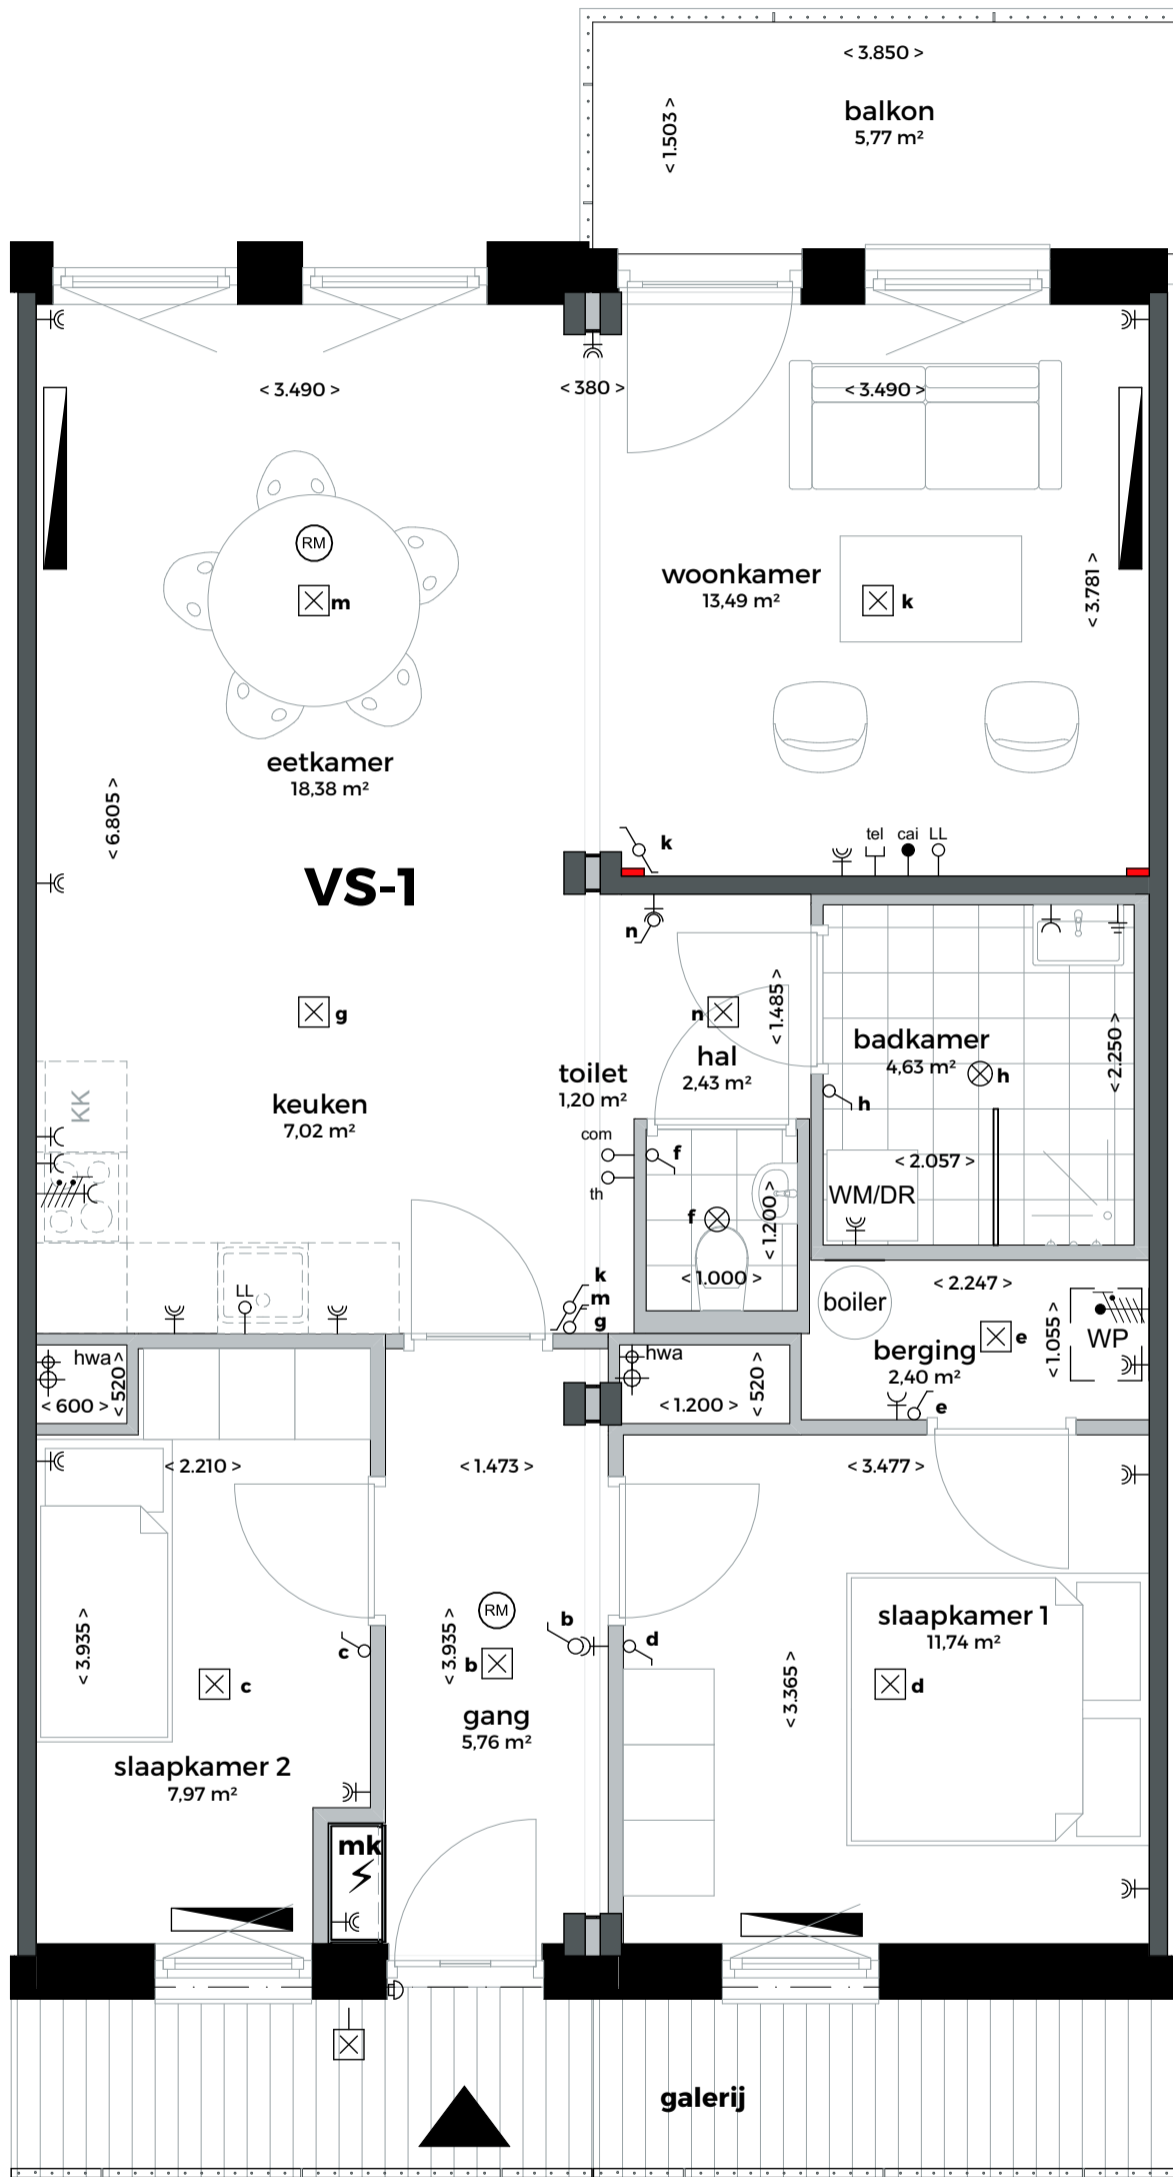 < 3.850 >
balkon
5,77 m²
< 1.503 >
< 3.490 >
< 380 >
< 3.490 >
RM
m
woonkamer
13,49 m²
k
< 3.781 >
eetkamer
18,38 m²
< 6.805 >
VS-1
k
tel
cai
LL
n
g
n
< 1.485 >
hal
2,43 m²
badkamer
4,63 m²
h
< 2.250 >
KK
keuken
7,02 m²
toilet
1,20 m²
h
com
th
f
f
< 1.200 >
< 1.000 >
< 2.057 >
WM/DR
LL
k
m
g
boiler
< 2.247 >
berging
2,40 m²
e
< 1.055 >
WP
e
hwa
< 600 >
< 520 >
hwa
< 1.200 >
< 520 >
< 2.210 >
< 1.473 >
< 3.477 >
< 3.935 >
c
c
RM
< 3.935 >
b
b
gang
5,76 m²
d
slaapkamer 1
11,74 m²
d
< 3.365 >
slaapkamer 2
7,97 m²
mk
galerij